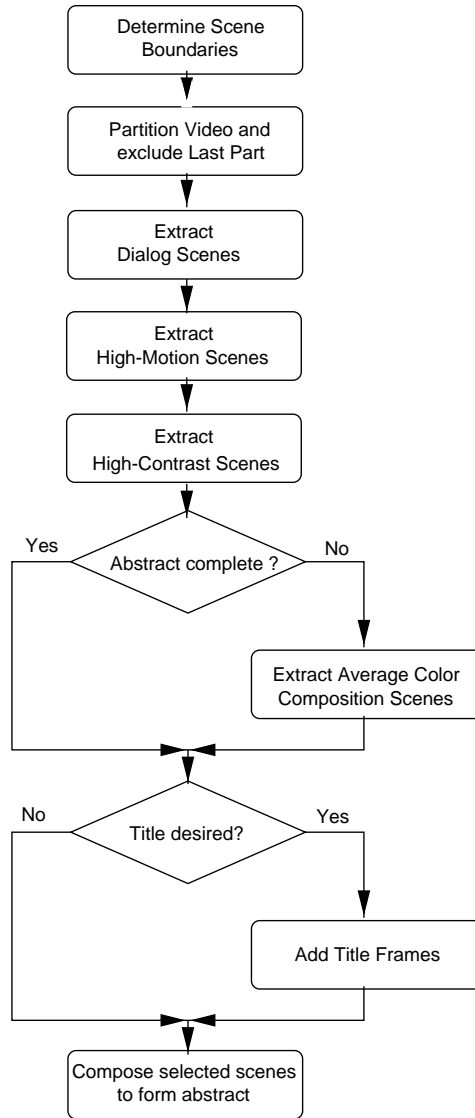 Determine Scene
Boundaries
Partition Video and
exclude Last Part
Extract
Dialog Scenes
Extract
High-Motion Scenes
Extract
High-Contrast Scenes
Yes
Abstract complete ?
No
Extract Average Color
Composition Scenes
No
Title desired?
Yes
Add Title Frames
Compose selected scenes
to form abstract